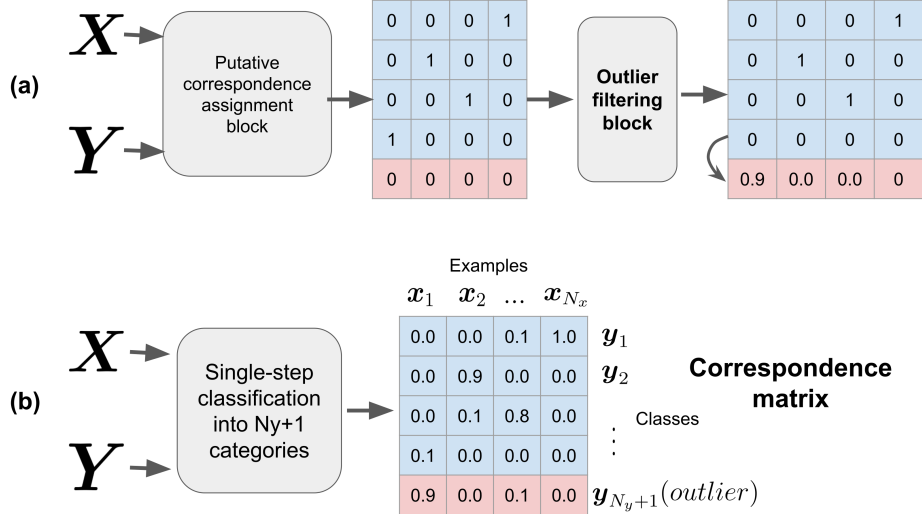 (a)
X
Y
Putative
correspondence
assignment
block
0 0 0 1
0 1 0 0
0 0 1 0
1 0 0 0
0 0 0 0
Outlier
filtering
block
0 0 0 1
0 1 0 0
0 0 1 0
0 0 0 0
0.9 0.0 0.0 0
(b)
X
Y
Single-step
classification
into Ny+1
categories
Examples
x₁ x₂ ... x_{N_x}
0.0 0.0 0.1 1.0 y₁
0.0 0.9 0.0 0.0 y₂
0.0 0.1 0.8 0.0
0.1 0.0 0.0 0.0
0.9 0.0 0.1 0.0 y_{N_y+1}(outlier)
Classes
Correspondence
matrix